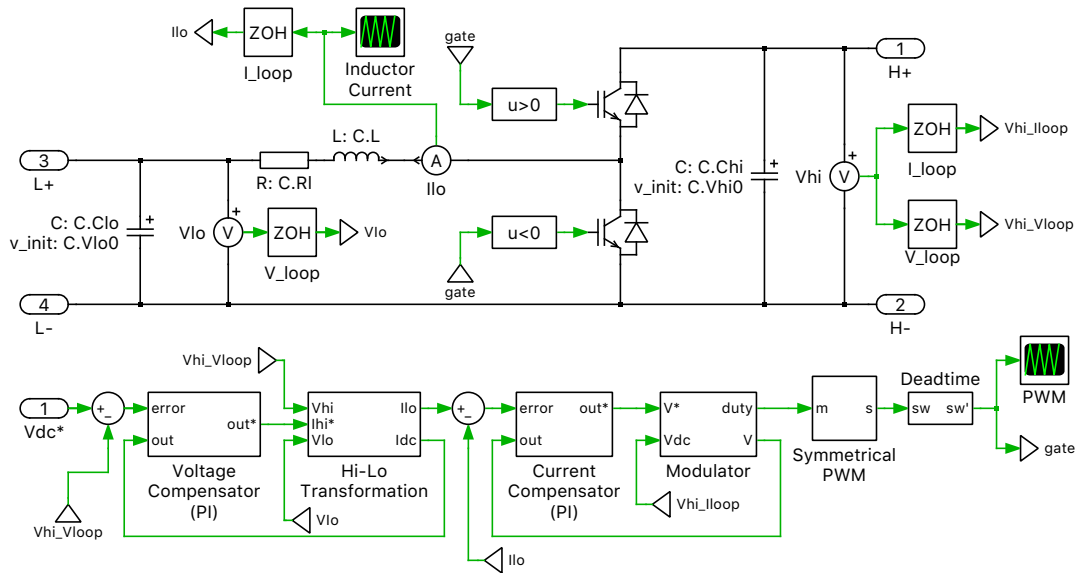 Ilo
ZOH
I_loop
Inductor
Current
gate
u>0
1
H+
3
L+
R: C.Rl
L: C.L
A
Ilo
C: C.Chi
v_init: C.Vhi0
Vhi
V
+
ZOH
I_loop
Vhi_Iloop
ZOH
V_loop
Vhi_Vloop
C: C.Clo
v_init: C.Vlo0
+
Vlo
V
+
ZOH
V_loop
Vlo
u<0
gate
+
4
L-
2
H-
Vhi_Vloop
1
Vdc*
+
-
Vhi_Vloop
error
out
out*
Voltage
Compensator
(PI)
Vhi
Ihi*
Vlo
Ilo
Idc
Hi-Lo
Transformation
Vlo
+
-
Ilo
error
out
out*
Current
Compensator
(PI)
V*
Vdc
duty
V
Modulator
Vhi_Iloop
m
s
Symmetrical
PWM
Deadtime
sw
sw'
PWM
gate